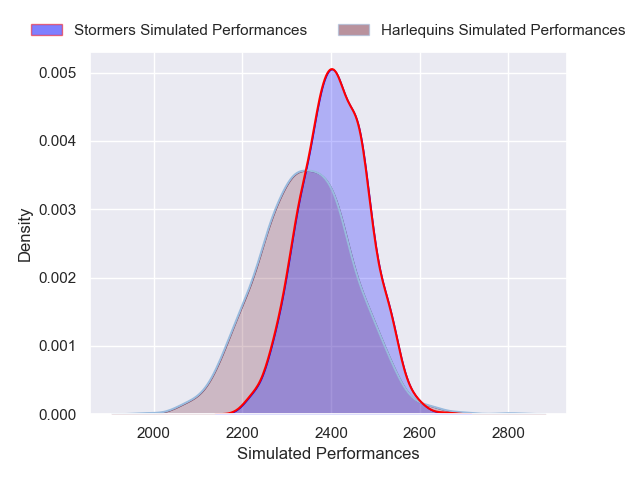 Stormers Simulated Performances
Harlequins Simulated Performances
0.005
0.004
0.003
0.002
0.001
0.000
Density
2000
2200
2400
2600
2800
Simulated Performances